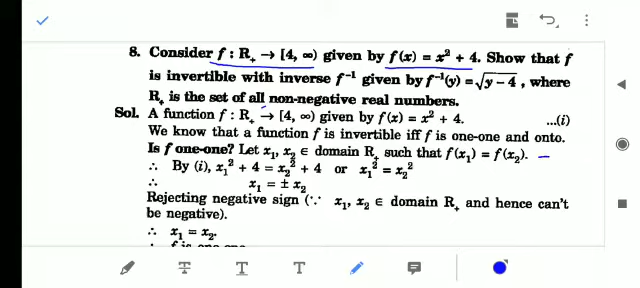 8. Consider f : R₊ → [4, ∞) given by f(x) = x² + 4. Show that f
is invertible with inverse f⁻¹ given by f⁻¹(y) = √y – 4, where
R₊ is the set of all non-negative real numbers.
Sol. A function f : R₊ → [4, ∞) given by f(x) = x² + 4. ...(i)
We know that a function f is invertible iff f is one-one and onto.
Is f one-one? Let x₁, x₂ ∈ domain R₊ such that f(x₁) = f(x₂).
∴ By (i), x₁² + 4 = x₂² + 4 or x₁² = x₂²
∴ x₁ = ± x₂
Rejecting negative sign (∵ x₁, x₂ ∈ domain R₊ and hence can't
be negative).
∴ x₁ = x₂.
∴ f is one-one